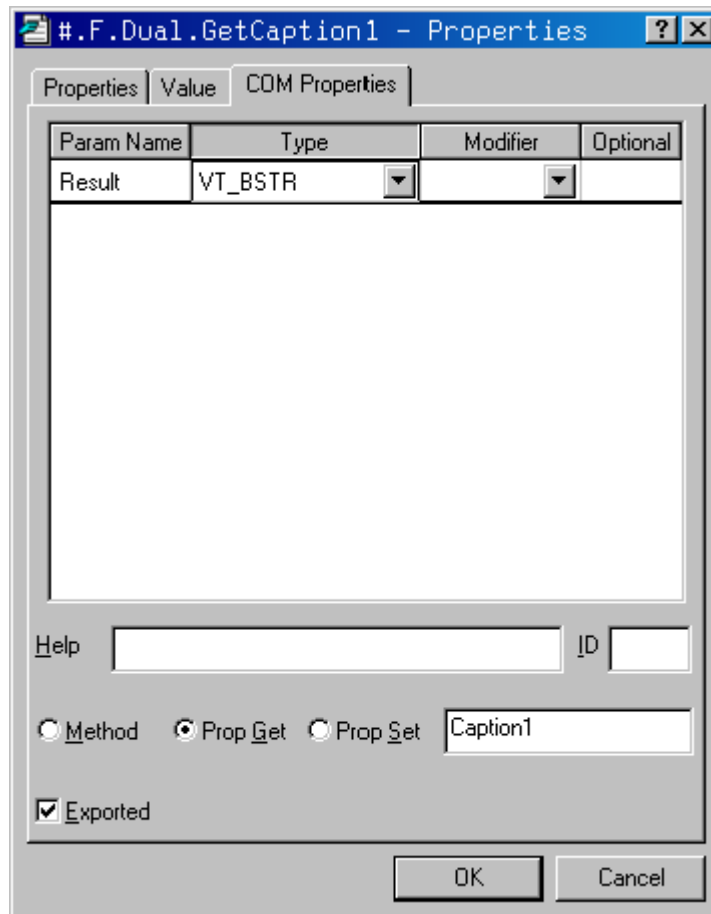 #.F.Dual.GetCaption1 - Properties
Properties Value COM Properties
Param Name Type Modifier Optional
Result VT_BSTR
Help ID
Method Prop Get Prop Set Caption1
Exported
OK Cancel